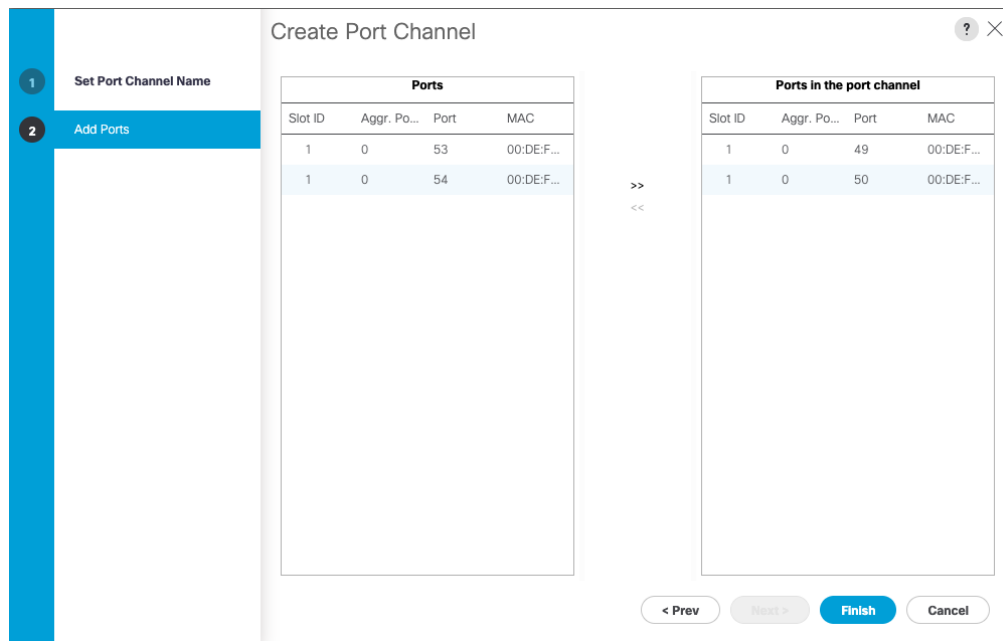 Create Port Channel
?
1 Set Port Channel Name
2 Add Ports
Ports
Slot ID Aggr. Po... Port MAC
1 0 53 00:DE:F...
1 0 54 00:DE:F...
>>
<<
Ports in the port channel
Slot ID Aggr. Po... Port MAC
1 0 49 00:DE:F...
1 0 50 00:DE:F...
< Prev Next > Finish Cancel